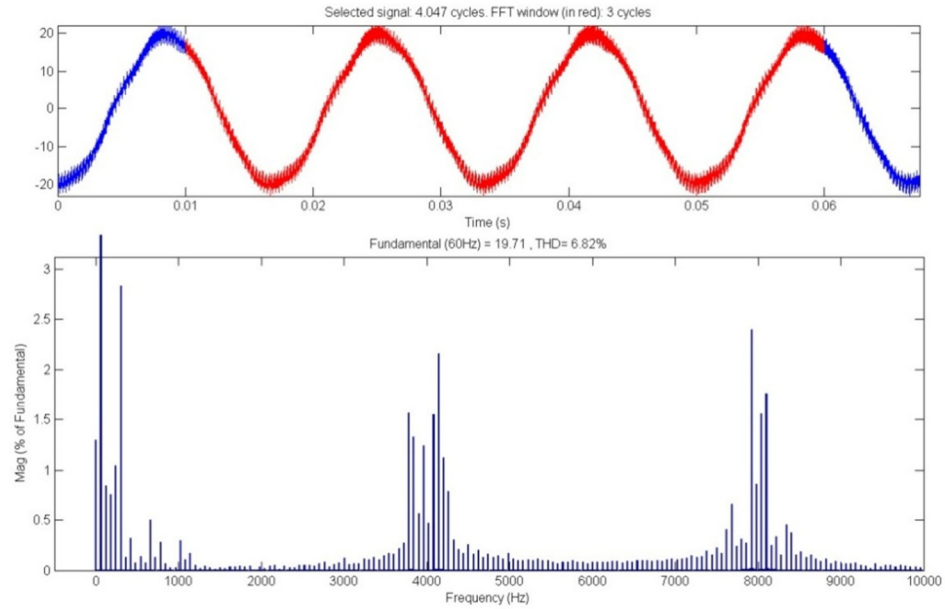 Selected signal: 4.047 cycles. FFT window (in red): 3 cycles
20
10
0
-10
-20
0 0.01 0.02 0.03 0.04 0.05 0.06
Time (s)
Fundamental (60Hz) = 19.71 , THD= 6.82%
3
2.5
2
1.5
1
0.5
0
Mag (% of Fundamental)
0 1000 2000 3000 4000 5000 6000 7000 8000 9000 10000
Frequency (Hz)